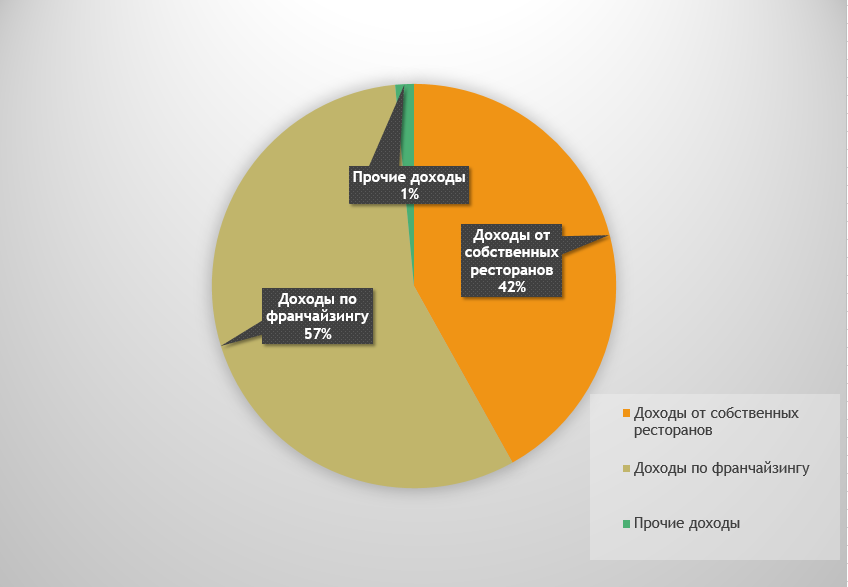 Прочие доходы
1%
Доходы от
собственных
ресторанов
42%
Доходы по
франчайзингу
57%
Доходы от собственных
ресторанов
Доходы по франчайзингу
Прочие доходы